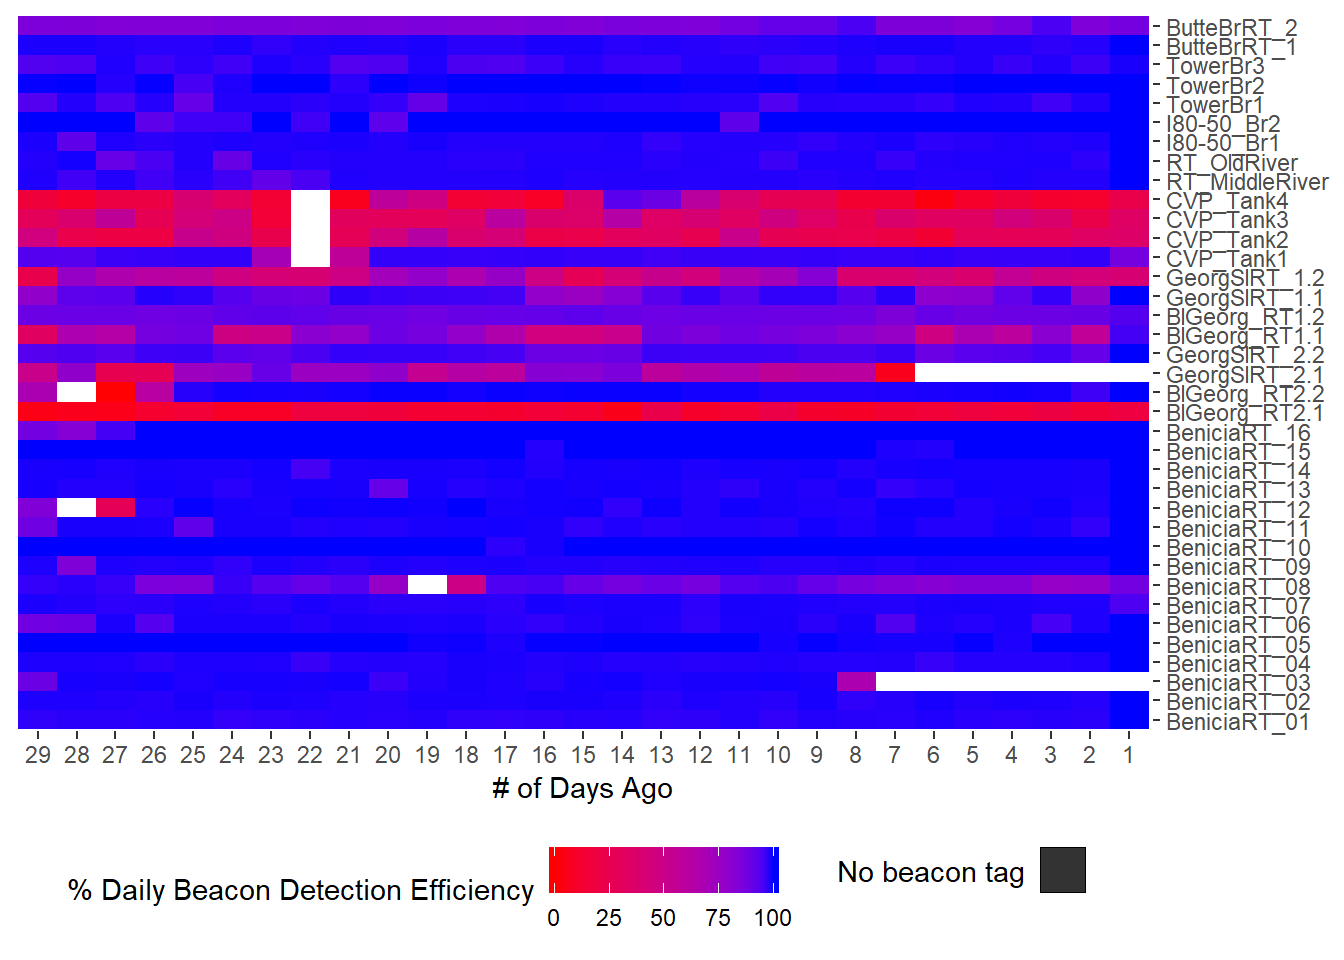 ButteBrRT_2
ButteBrRT_1
TowerBr3
TowerBr2
TowerBr1
I80-50_Br2
I80-50_Br1
RT_OldRiver
RT_MiddleRiver
CVP_Tank4
CVP_Tank3
CVP_Tank2
CVP_Tank1
GeorgSlRT_1.2
GeorgSlRT_1.1
BlGeorg_RT1.2
BlGeorg_RT1.1
GeorgSlRT_2.2
GeorgSlRT_2.1
BlGeorg_RT2.2
BlGeorg_RT2.1
BeniciaRT_16
BeniciaRT_15
BeniciaRT_14
BeniciaRT_13
BeniciaRT_12
BeniciaRT_11
BeniciaRT_10
BeniciaRT_09
BeniciaRT_08
BeniciaRT_07
BeniciaRT_06
BeniciaRT_05
BeniciaRT_04
BeniciaRT_03
BeniciaRT_02
BeniciaRT_01
29 28 27 26 25 24 23 22 21 20 19 18 17 16 15 14 13 12 11 10 9 8 7 6 5 4 3 2 1
# of Days Ago
% Daily Beacon Detection Efficiency
0 25 50 75 100
No beacon tag